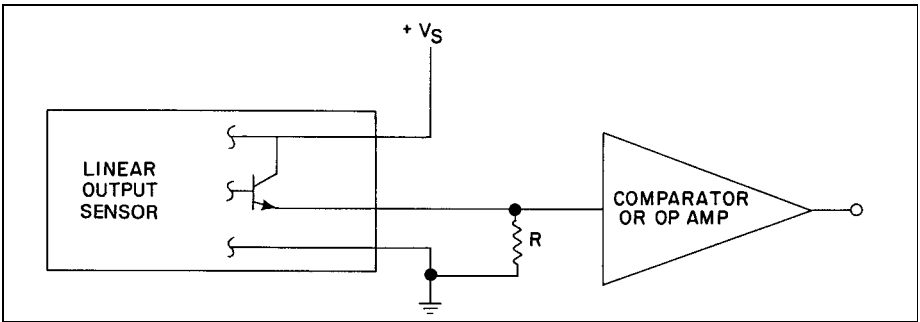 + VS
LINEAR
OUTPUT
SENSOR
COMPARATOR
OR OP AMP
R